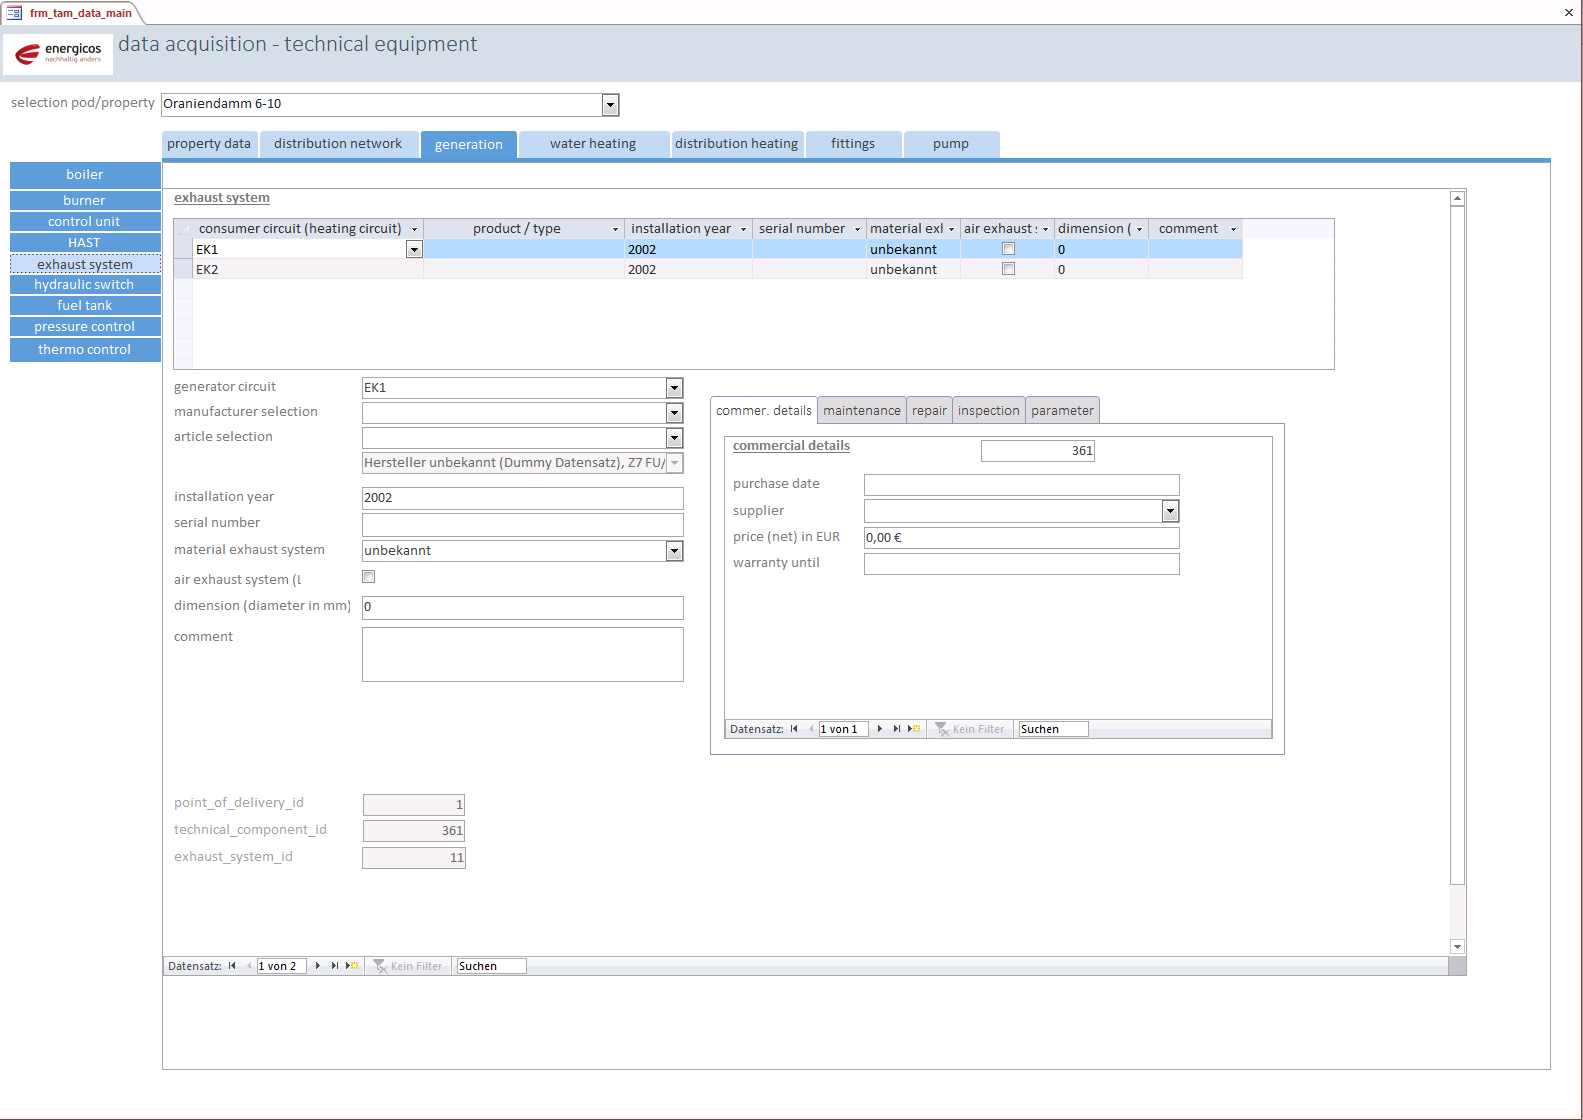 frm_tam_data_main
energicos
nachhaltig anders
data acquisition - technical equipment
selection pod/property Oraniendamm 6-10
property data distribution network generation water heating distribution heating fittings pump
boiler
burner
control unit
HAST
exhaust system
hydraulic switch
fuel tank
pressure control
thermo control
exhaust system
consumer circuit (heating circuit) product / type installation year serial number material exh air exhaust s dimension ( comment
EK1 2002 unbekannt 0
EK2 2002 unbekannt 0
generator circuit EK1
manufacturer selection
article selection
Hersteller unbekannt (Dummy Datensatz), Z7 FU/
installation year 2002
serial number
material exhaust system unbekannt
air exhaust system (L
dimension (diameter in mm) 0
comment
commer. details maintenance repair inspection parameter
commercial details 361
purchase date
supplier
price (net) in EUR 0,00 €
warranty until
Datensatz: 1 von 1 Kein Filter Suchen
point_of_delivery_id 1
technical_component_id 361
exhaust_system_id 11
Datensatz: 1 von 2 Kein Filter Suchen